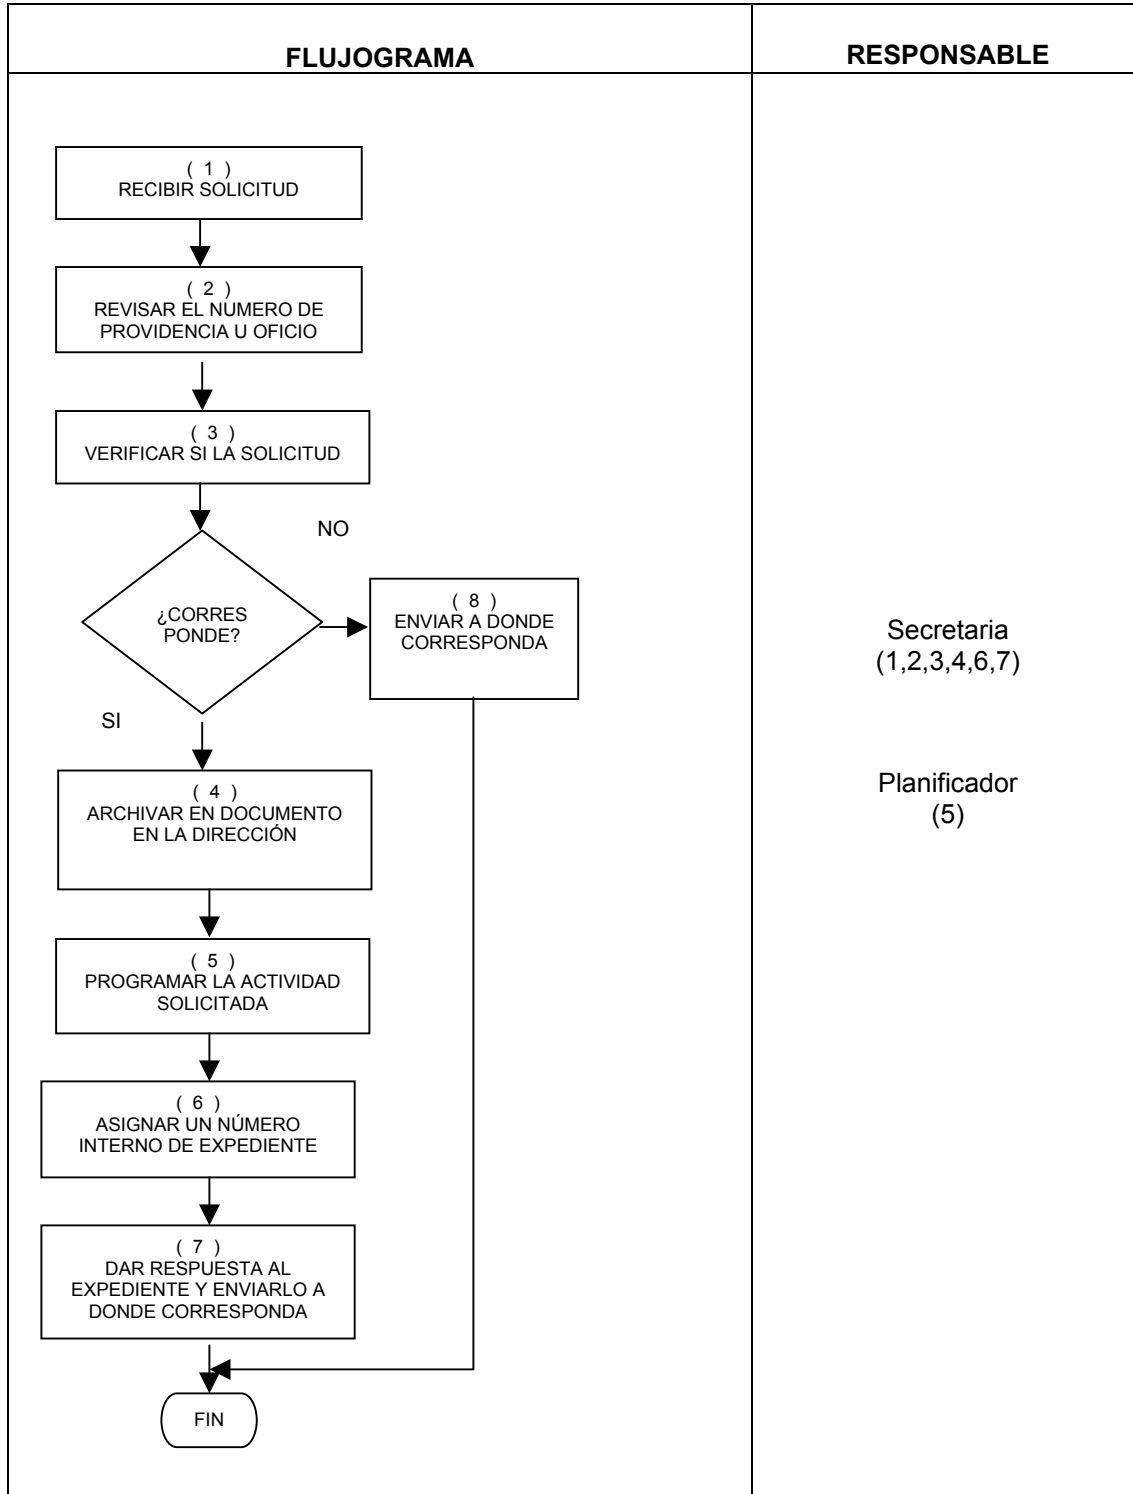 FLUJOGRAMA
RESPONSABLE
( 1 )
RECIBIR SOLICITUD
( 2 )
REVISAR EL NUMERO DE
PROVIDENCIA U OFICIO
( 3 )
VERIFICAR SI LA SOLICITUD
NO
¿CORRES
PONDE?
( 8 )
ENVIAR A DONDE
CORRESPONDA
SI
( 4 )
ARCHIVAR EN DOCUMENTO
EN LA DIRECCIÓN
( 5 )
PROGRAMAR LA ACTIVIDAD
SOLICITADA
( 6 )
ASIGNAR UN NÚMERO
INTERNO DE EXPEDIENTE
( 7 )
DAR RESPUESTA AL
EXPEDIENTE Y ENVIARLO A
DONDE CORRESPONDA
FIN
Secretaria
(1,2,3,4,6,7)
Planificador
(5)